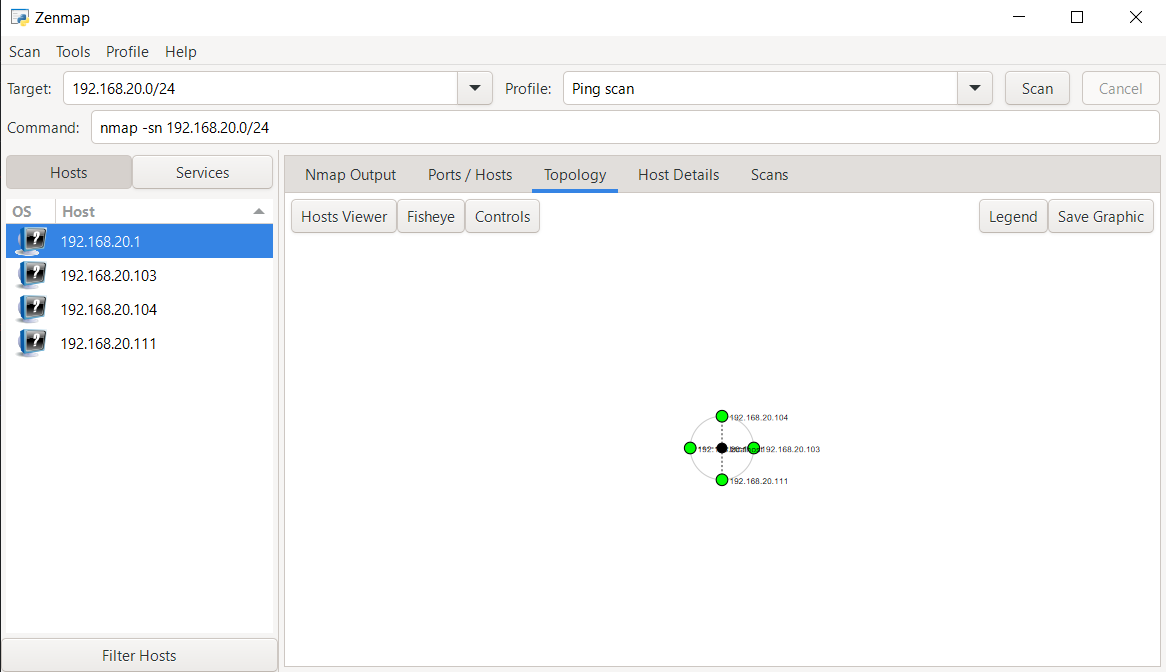 Zenmap
Scan Tools Profile Help
Target: 192.168.20.0/24 Profile: Ping scan Scan Cancel
Command: nmap -sn 192.168.20.0/24
Hosts Services
Nmap Output Ports / Hosts Topology Host Details Scans
OS Host
Hosts Viewer Fisheye Controls Legend Save Graphic
192.168.20.1
192.168.20.103
192.168.20.104
192.168.20.111
192.168.20.104
192.168.20.103
192.168.20.111
Filter Hosts